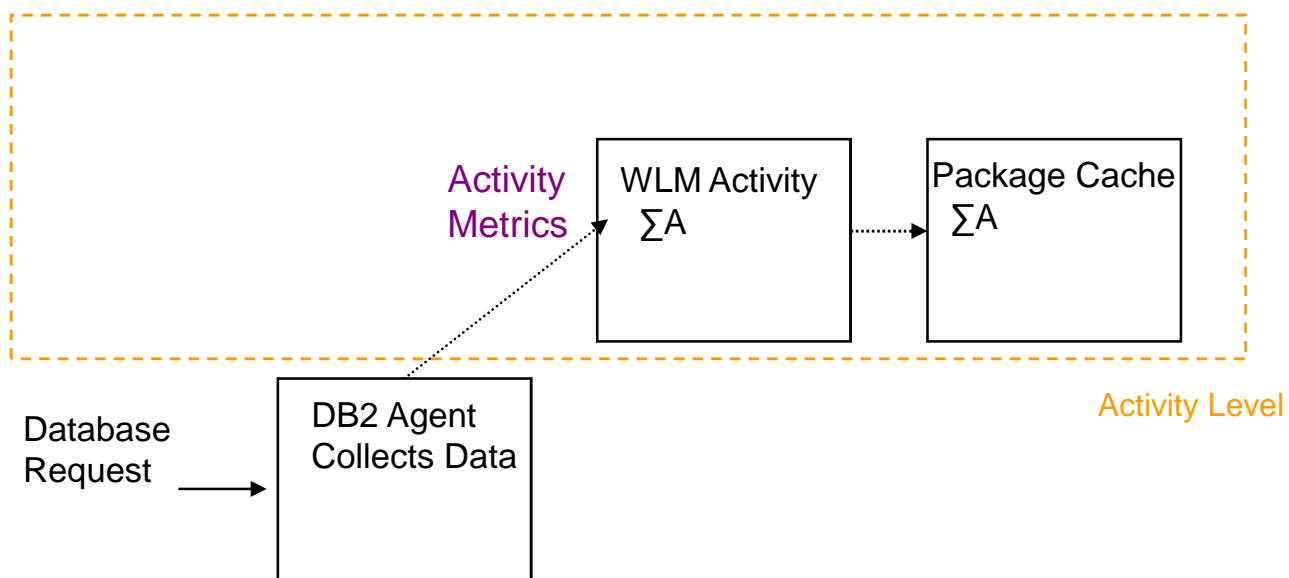 Activity
Metrics
WLM Activity
∑A
Package Cache
∑A
Activity Level
Database
Request
DB2 Agent
Collects Data